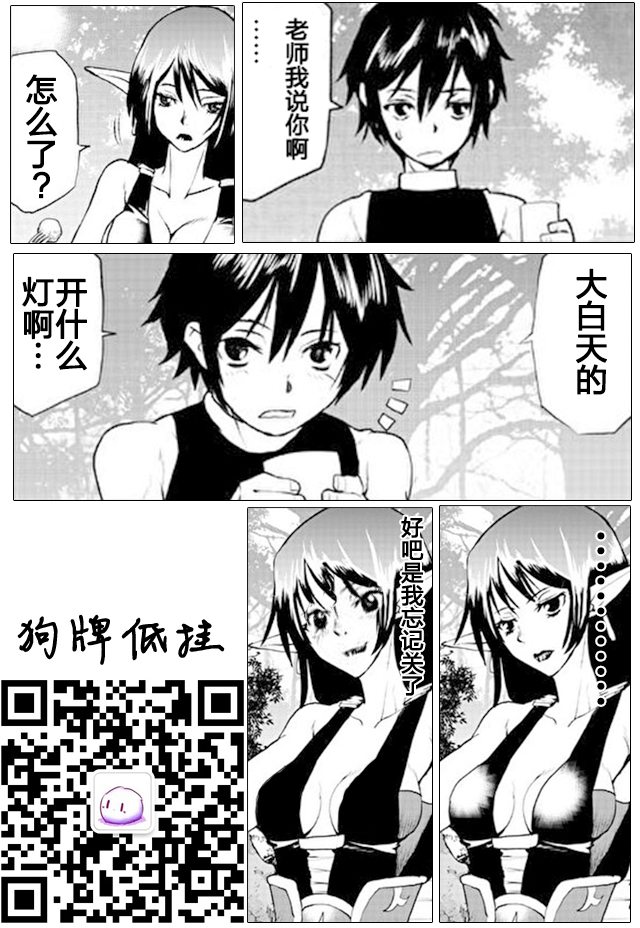 老师我说你啊
……
怎么了？
大白天的
开什么
灯啊…
…………
好吧是我忘记关了
狗牌低挂